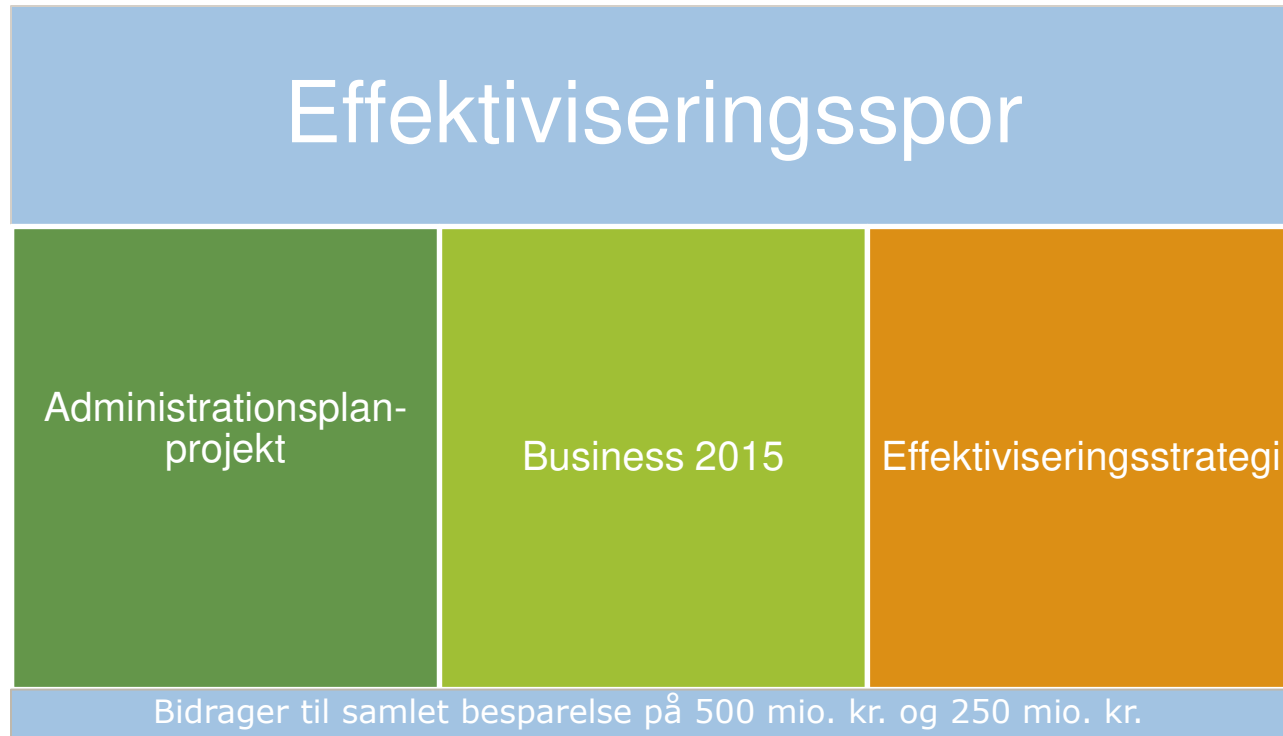 Effektiviseringsspor
Administrationsplan-
projekt
Business 2015
Effektiviseringsstrategi
Bidrager til samlet besparelse på 500 mio. kr. og 250 mio. kr.